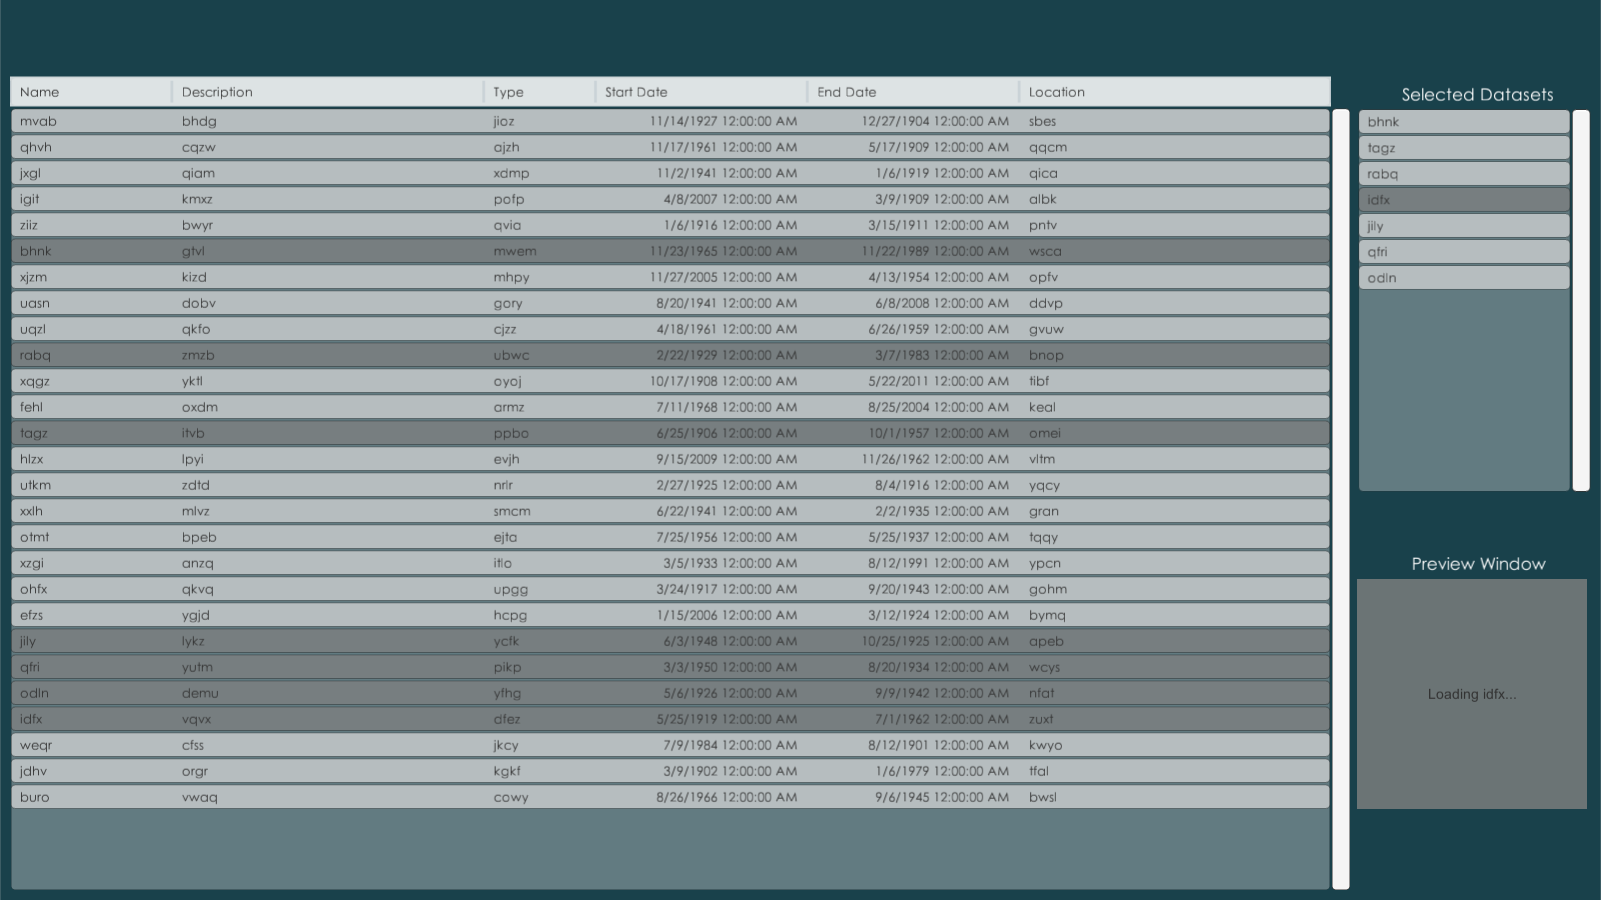 Name Description Type Start Date End Date Location
Selected Datasets
mvab bhdg jioz 11/14/1927 12:00:00 AM 12/27/1904 12:00:00 AM sbes
qhvh cqzw ajzh 11/17/1961 12:00:00 AM 5/17/1909 12:00:00 AM qqcm
jxgl qiam xdmp 11/2/1941 12:00:00 AM 1/6/1919 12:00:00 AM qica
igit kmxz pofp 4/8/2007 12:00:00 AM 3/9/1909 12:00:00 AM albk
ziiz bwyr qvia 1/6/1916 12:00:00 AM 3/15/1911 12:00:00 AM pntv
bhnk gtvl mwem 11/23/1965 12:00:00 AM 11/22/1989 12:00:00 AM wsca
xjzm kizd mhpy 11/27/2005 12:00:00 AM 4/13/1954 12:00:00 AM opfv
uasn dobv gory 8/20/1941 12:00:00 AM 6/8/2008 12:00:00 AM ddvp
uqzl qkfo cjzz 4/18/1961 12:00:00 AM 6/26/1959 12:00:00 AM gvuw
rabq zmzb ubwc 2/22/1929 12:00:00 AM 3/7/1983 12:00:00 AM bnop
xqgz yktl oyoj 10/17/1908 12:00:00 AM 5/22/2011 12:00:00 AM tibf
fehl oxdm armz 7/11/1968 12:00:00 AM 8/25/2004 12:00:00 AM keal
tagz itvb ppbo 6/25/1906 12:00:00 AM 10/1/1957 12:00:00 AM omei
hlzx lpyi evjh 9/15/2009 12:00:00 AM 11/26/1962 12:00:00 AM vltm
utkm zdtd nrlr 2/27/1925 12:00:00 AM 8/4/1916 12:00:00 AM yqcy
xxlh mlvz smcm 6/22/1941 12:00:00 AM 2/2/1935 12:00:00 AM gran
otmt bpeb ejta 7/25/1956 12:00:00 AM 5/25/1937 12:00:00 AM tqqy
xzgi anzq itlo 3/5/1933 12:00:00 AM 8/12/1991 12:00:00 AM ypcn
ohfx qkvq upgg 3/24/1917 12:00:00 AM 9/20/1943 12:00:00 AM gohm
efzs ygjd hcpg 1/15/2006 12:00:00 AM 3/12/1924 12:00:00 AM bymq
jily lykz ycfk 6/3/1948 12:00:00 AM 10/25/1925 12:00:00 AM apeb
qfri yutm pikp 3/3/1950 12:00:00 AM 8/20/1934 12:00:00 AM wcys
odln demu yfhg 5/6/1926 12:00:00 AM 9/9/1942 12:00:00 AM nfat
idfx vqvx dfez 5/25/1919 12:00:00 AM 7/1/1962 12:00:00 AM zuxt
weqr cfss jkcy 7/9/1984 12:00:00 AM 8/12/1901 12:00:00 AM kwyo
jdhv orgr kgkf 3/9/1902 12:00:00 AM 1/6/1979 12:00:00 AM tfal
buro vwaq cowy 8/26/1966 12:00:00 AM 9/6/1945 12:00:00 AM bwsl
bhnk
tagz
rabq
idfx
jily
qfri
odln
Preview Window
Loading idfx...